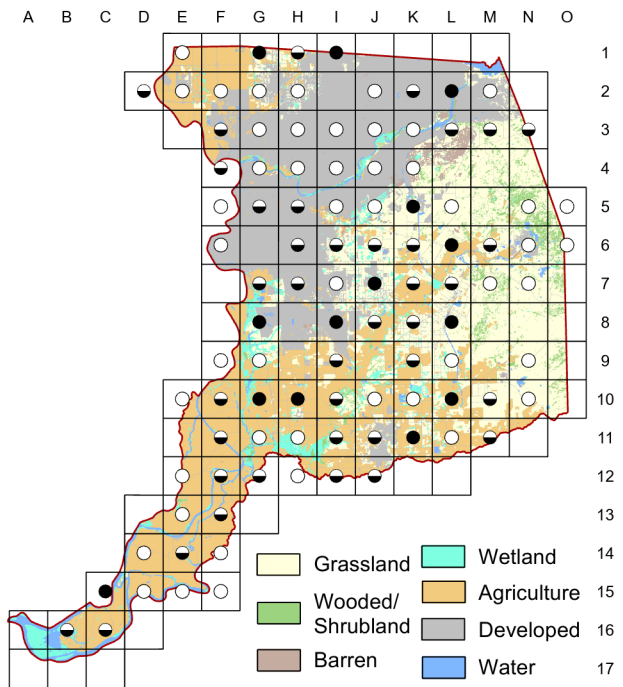 A B C D E F G H I J K L M N O
1
2
3
4
5
6
7
8
9
10
11
12
13
14
15
16
17
Grassland
Wooded/
Shrubland
Barren
Wetland
Agriculture
Developed
Water